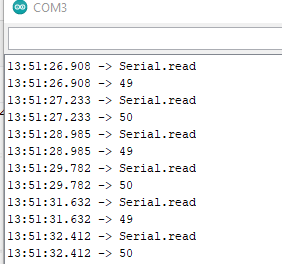 COM3
13:51:26.908 -> Serial.read
13:51:26.908 -> 49
13:51:27.233 -> Serial.read
13:51:27.233 -> 50
13:51:28.985 -> Serial.read
13:51:28.985 -> 49
13:51:29.782 -> Serial.read
13:51:29.782 -> 50
13:51:31.632 -> Serial.read
13:51:31.632 -> 49
13:51:32.412 -> Serial.read
13:51:32.412 -> 50